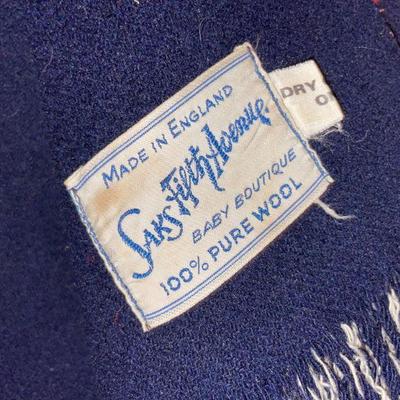 MADE IN ENGLAND
Saks Fifth Avenue
BABY BOUTIQUE
100% PURE WOOL
DRY